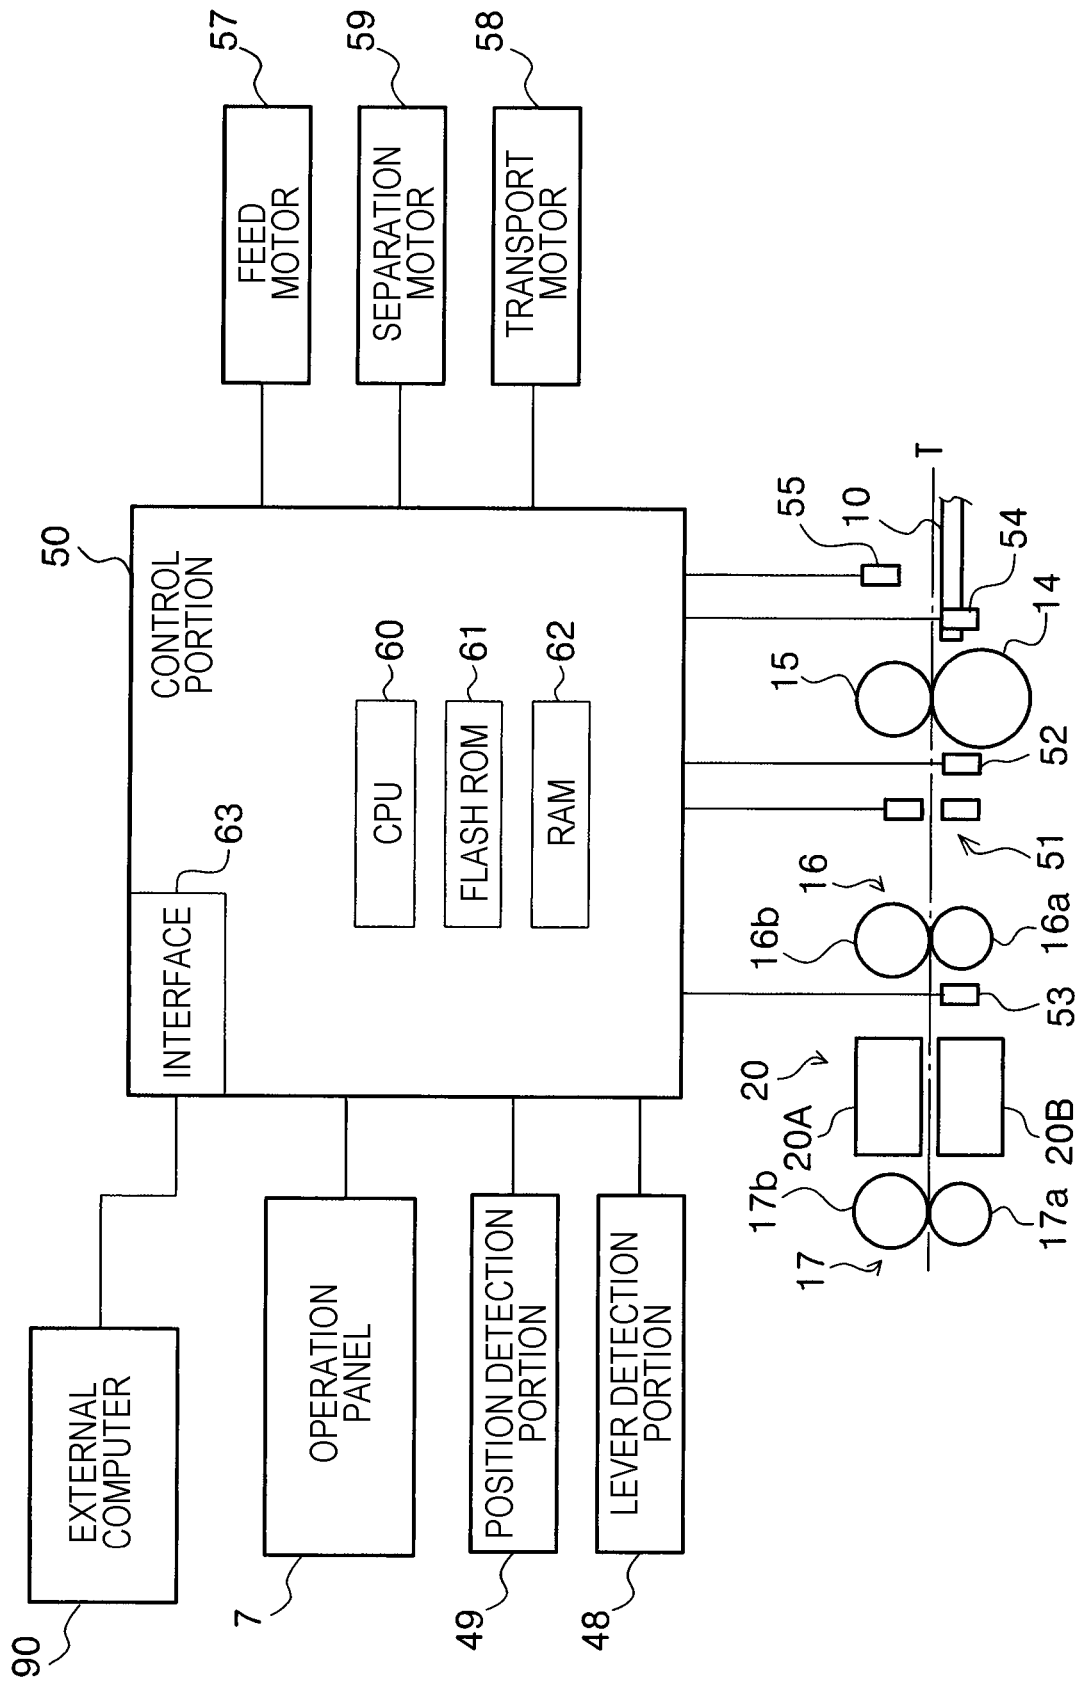 90
EXTERNAL
COMPUTER
7
OPERATION
PANEL
49
POSITION DETECTION
PORTION
48
LEVER DETECTION
PORTION
50
CONTROL
PORTION
INTERFACE
63
CPU
60
FLASH ROM
61
RAM
62
57
FEED
MOTOR
59
SEPARATION
MOTOR
58
TRANSPORT
MOTOR
17
17b
17a
20
20A
20B
53
16
16b
16a
51
52
15
14
55
10
54
T